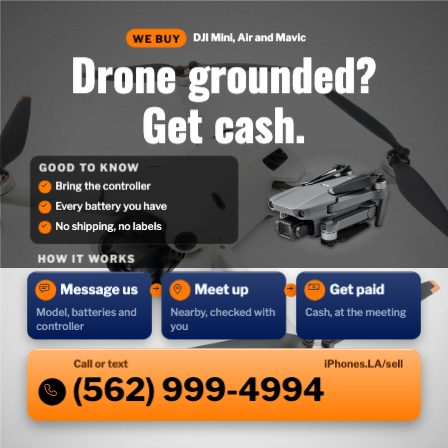 WE BUY DJI Mini, Air and Mavic
Drone grounded?
Get cash.
GOOD TO KNOW
Bring the controller
Every battery you have
No shipping, no labels
HOW IT WORKS
Message us
Model, batteries and
controller
Meet up
Nearby, checked with
you
Get paid
Cash, at the meeting
Call or text
iPhones.LA/sell
(562) 999-4994